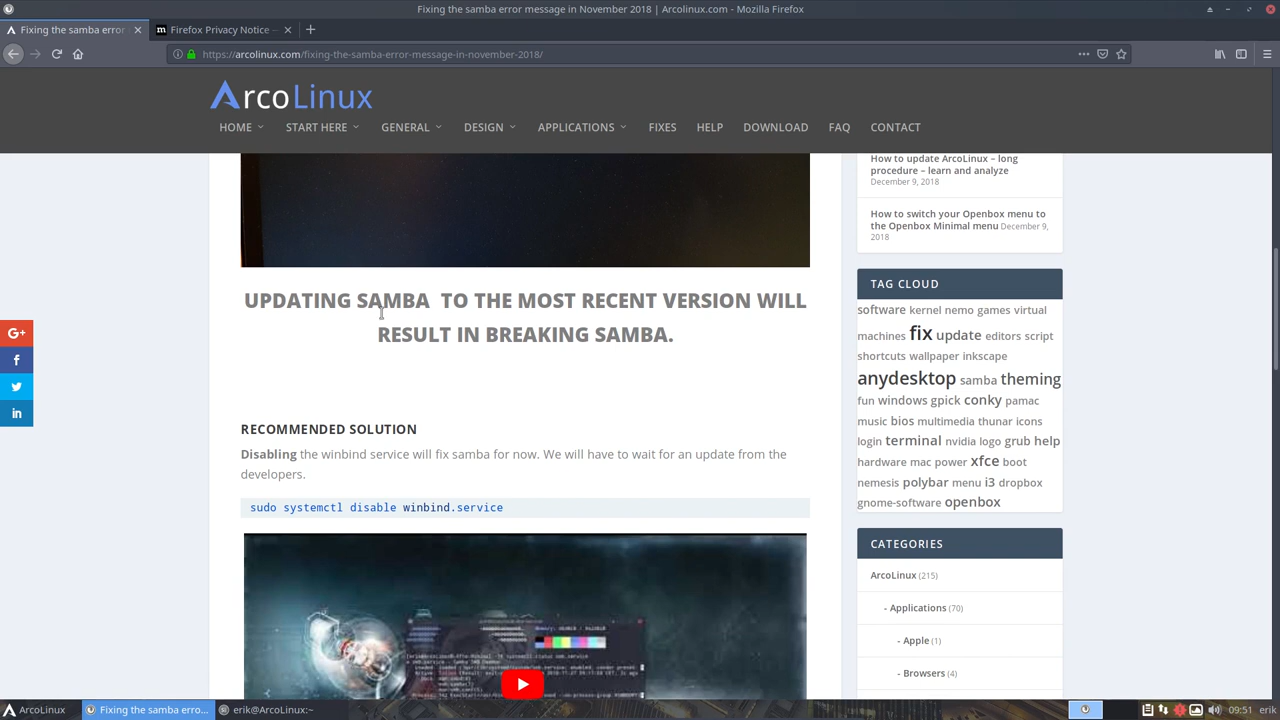 Fixing the samba error message in November 2018 | Arcolinux.com - Mozilla Firefox
Fixing the samba error
Firefox Privacy Notice
https://arcolinux.com/fixing-the-samba-error-message-in-november-2018/
ArcoLinux
HOME START HERE GENERAL DESIGN APPLICATIONS FIXES HELP DOWNLOAD FAQ CONTACT
How to update ArcoLinux – long
procedure – learn and analyze
December 9, 2018
How to switch your Openbox menu to
the Openbox Minimal menu December 9,
2018
UPDATING SAMBA TO THE MOST RECENT VERSION WILL
RESULT IN BREAKING SAMBA.
RECOMMENDED SOLUTION
Disabling the winbind service will fix samba for now. We will have to wait for an update from the
developers.
sudo systemctl disable winbind.service
TAG CLOUD
software kernel nemo games virtual
machines fix update editors script
shortcuts wallpaper inkscape
anydesktop samba theming
fun windows gpick conky pamac
music bios multimedia thunar icons
login terminal nvidia logo grub help
hardware mac power xfce boot
nemesis polybar menu i3 dropbox
gnome-software openbox
CATEGORIES
ArcoLinux (215)
- Applications (70)
- Apple (1)
- Browsers (4)
G+
f
in
ArcoLinux
Fixing the samba erro...
erik@ArcoLinux:~
09:51 erik